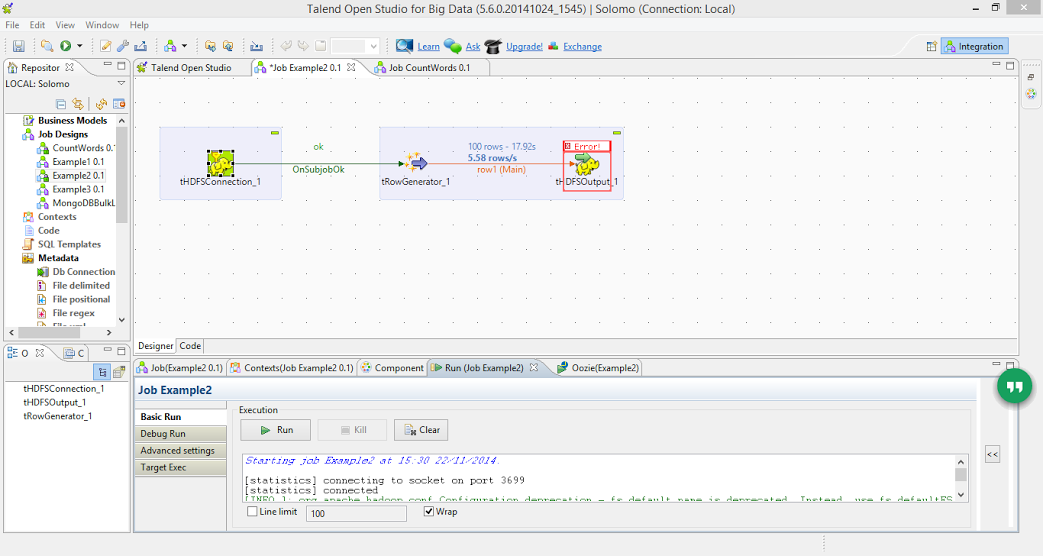 Talend Open Studio for Big Data (5.6.0.20141024_1545) | Solomo (Connection: Local)
File Edit View Window Help
Learn Ask Upgrade! Exchange Integration
Repositor
LOCAL: Solomo
Business Models
Job Designs
CountWords 0.1
Example1 0.1
Example2 0.1
Example3 0.1
MongoDBBulkL
Contexts
Code
SQL Templates
Metadata
Db Connection
File delimited
File positional
File regex
Talend Open Studio *Job Example2 0.1 Job CountWords 0.1
ok
100 rows - 17.92s
Error!
5.58 rows/s
OnSubjobOk
row1 (Main)
tHDFSConnection_1
tRowGenerator_1
tHDFSOutput_1
Designer Code
O C
tHDFSConnection_1
tHDFSOutput_1
tRowGenerator_1
Job(Example2 0.1) Contexts(Job Example2 0.1) Component Run (Job Example2) Oozie(Example2)
Job Example2
Basic Run
Debug Run
Advanced settings
Target Exec
Execution
Run Kill Clear
<<
Starting job Example2 at 15:30 22/11/2014.
[statistics] connecting to socket on port 3699
[statistics] connected
[INFO ]: org.apache.hadoop.conf.Configuration.deprecation - fs.default.name is deprecated. Instead, use fs.defaultFS
Line limit 100 Wrap